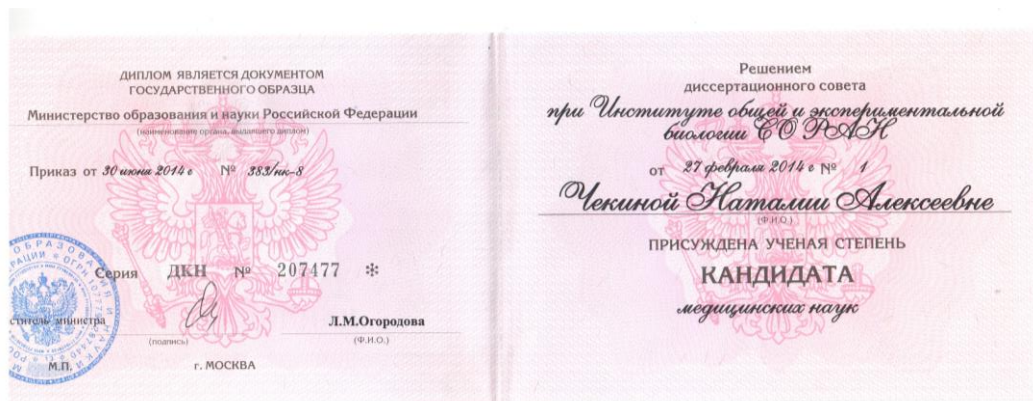 ДИПЛОМ ЯВЛЯЕТСЯ ДОКУМЕНТОМ
ГОСУДАРСТВЕННОГО ОБРАЗЦА
Министерство образования и науки Российской Федерации
(наименование органа, выдавшего диплом)
Приказ от 30 июня 2014 г № 383/нк-8
Серия ДКН № 207477 *
министра
Л.М.Огородова
(подпись) (Ф.И.О.)
М.П. г. МОСКВА
Решением
диссертационного совета
при Институте общей и экспериментальной
биологии СО РАН
от 27 февраля 2014 г № 1
Чекиной Наталии Алексеевне
(Ф.И.О.)
ПРИСУЖДЕНА УЧЕНАЯ СТЕПЕНЬ
КАНДИДАТА
медицинских наук